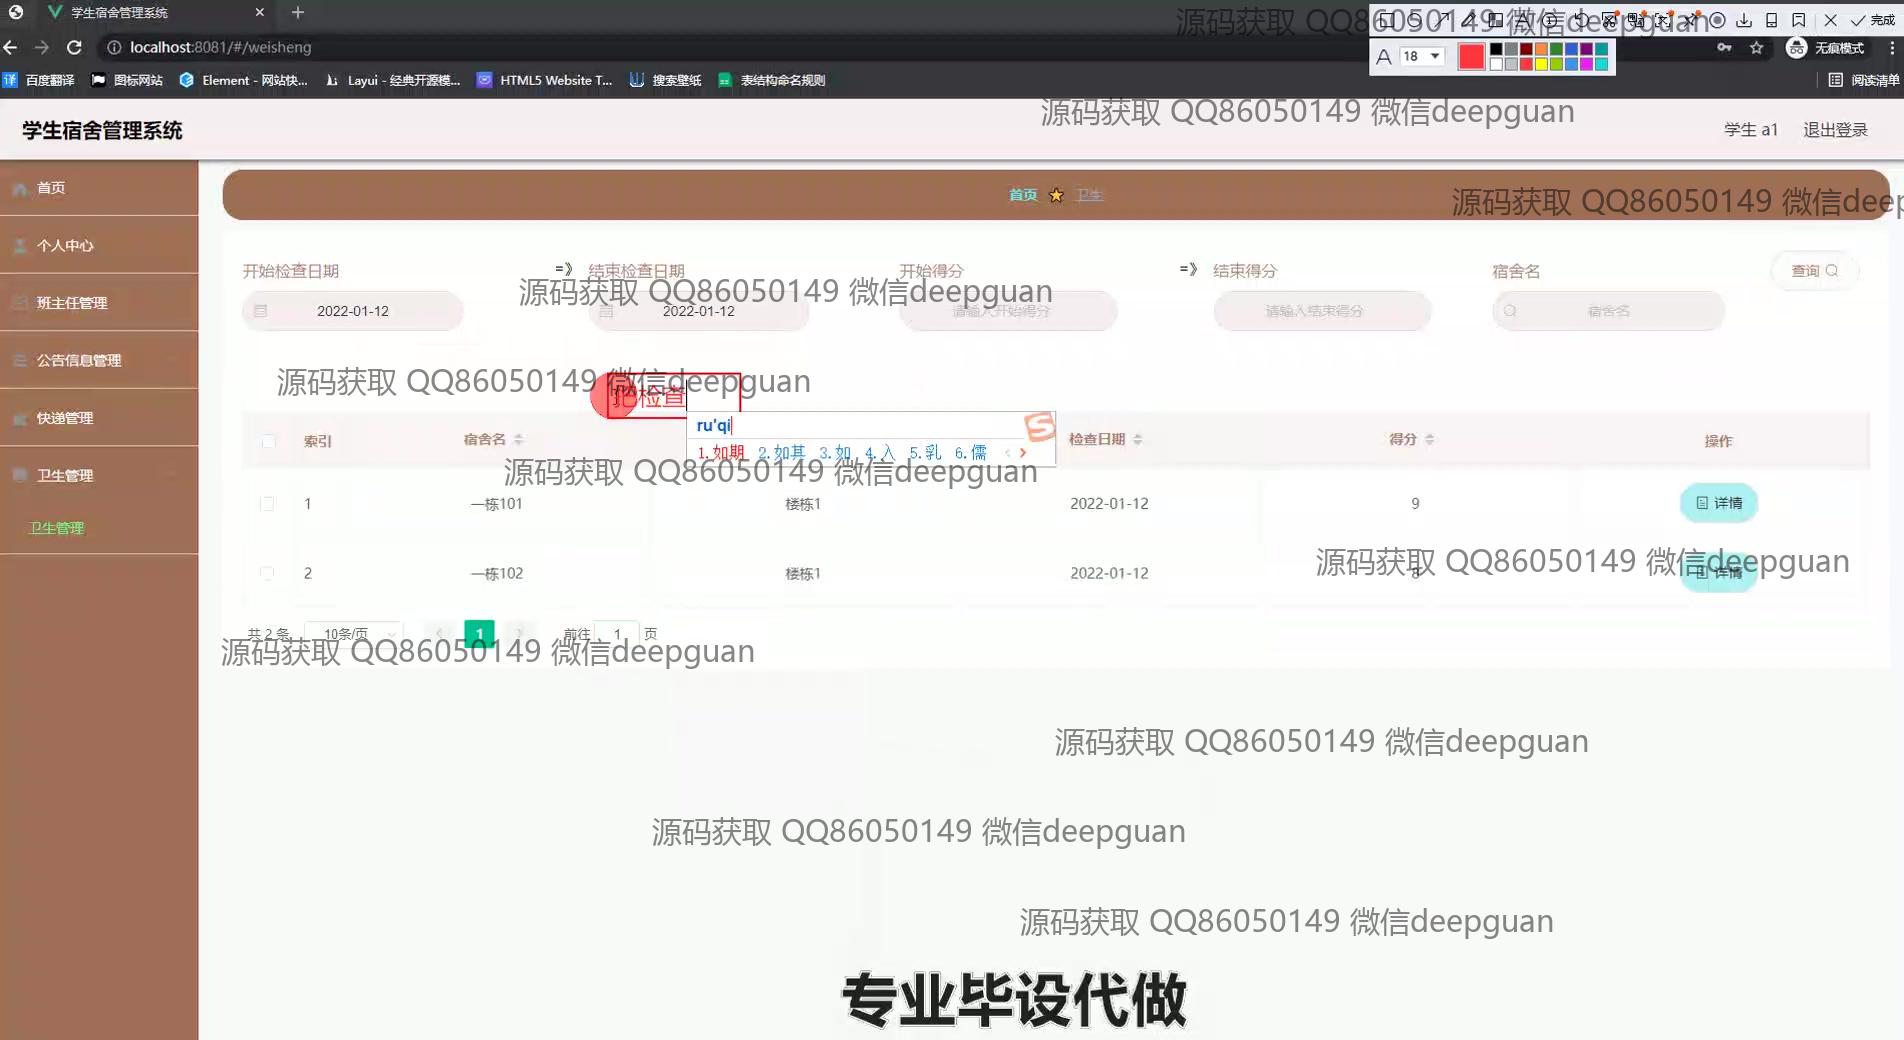 学生宿舍管理系统
源码获取 QQ86050149 微信deepguan
完成
localhost:8081/#/weisheng
A 18
无痕模式
译 百度翻译 图标网站 Element - 网站快... Layui - 经典开源模... HTML5 Website T... 搜索壁纸 表结构命名规则 阅读清单
源码获取 QQ86050149 微信deepguan
学生宿舍管理系统 学生 a1 退出登录
首页
首页 卫生
源码获取 QQ86050149 微信deep
个人中心
开始检查日期 =》 结束检查日期 开始得分 =》 结束得分 宿舍名 查询
源码获取 QQ86050149 微信deepguan
班主任管理
2022-01-12 2022-01-12 请输入开始得分 请输入结束得分 宿舍名
公告信息管理
源码获取 QQ86050149 微信deepguan
把检查
快递管理
ru'qi
索引 宿舍名 检查日期 得分 操作
1.如期 2.如其 3.如 4.入 5.乳 6.儒
源码获取 QQ86050149 微信deepguan
卫生管理
1 一栋101 楼栋1 2022-01-12 9 详情
卫生管理
源码获取 QQ86050149 微信deepguan
2 一栋102 楼栋1 2022-01-12 详情
共 2 条 10条/页 1 前往 1 页
源码获取 QQ86050149 微信deepguan
源码获取 QQ86050149 微信deepguan
源码获取 QQ86050149 微信deepguan
源码获取 QQ86050149 微信deepguan
专业毕设代做